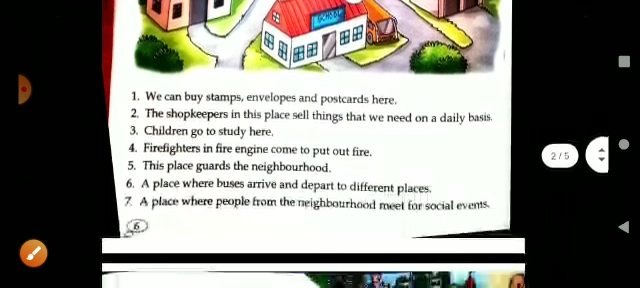 SCHOOL
1. We can buy stamps, envelopes and postcards here.
2. The shopkeepers in this place sell things that we need on a daily basis.
3. Children go to study here.
4. Firefighters in fire engine come to put out fire.
5. This place guards the neighbourhood.
6. A place where buses arrive and depart to different places.
7. A place where people from the neighbourhood meet for social events.
6
2/5